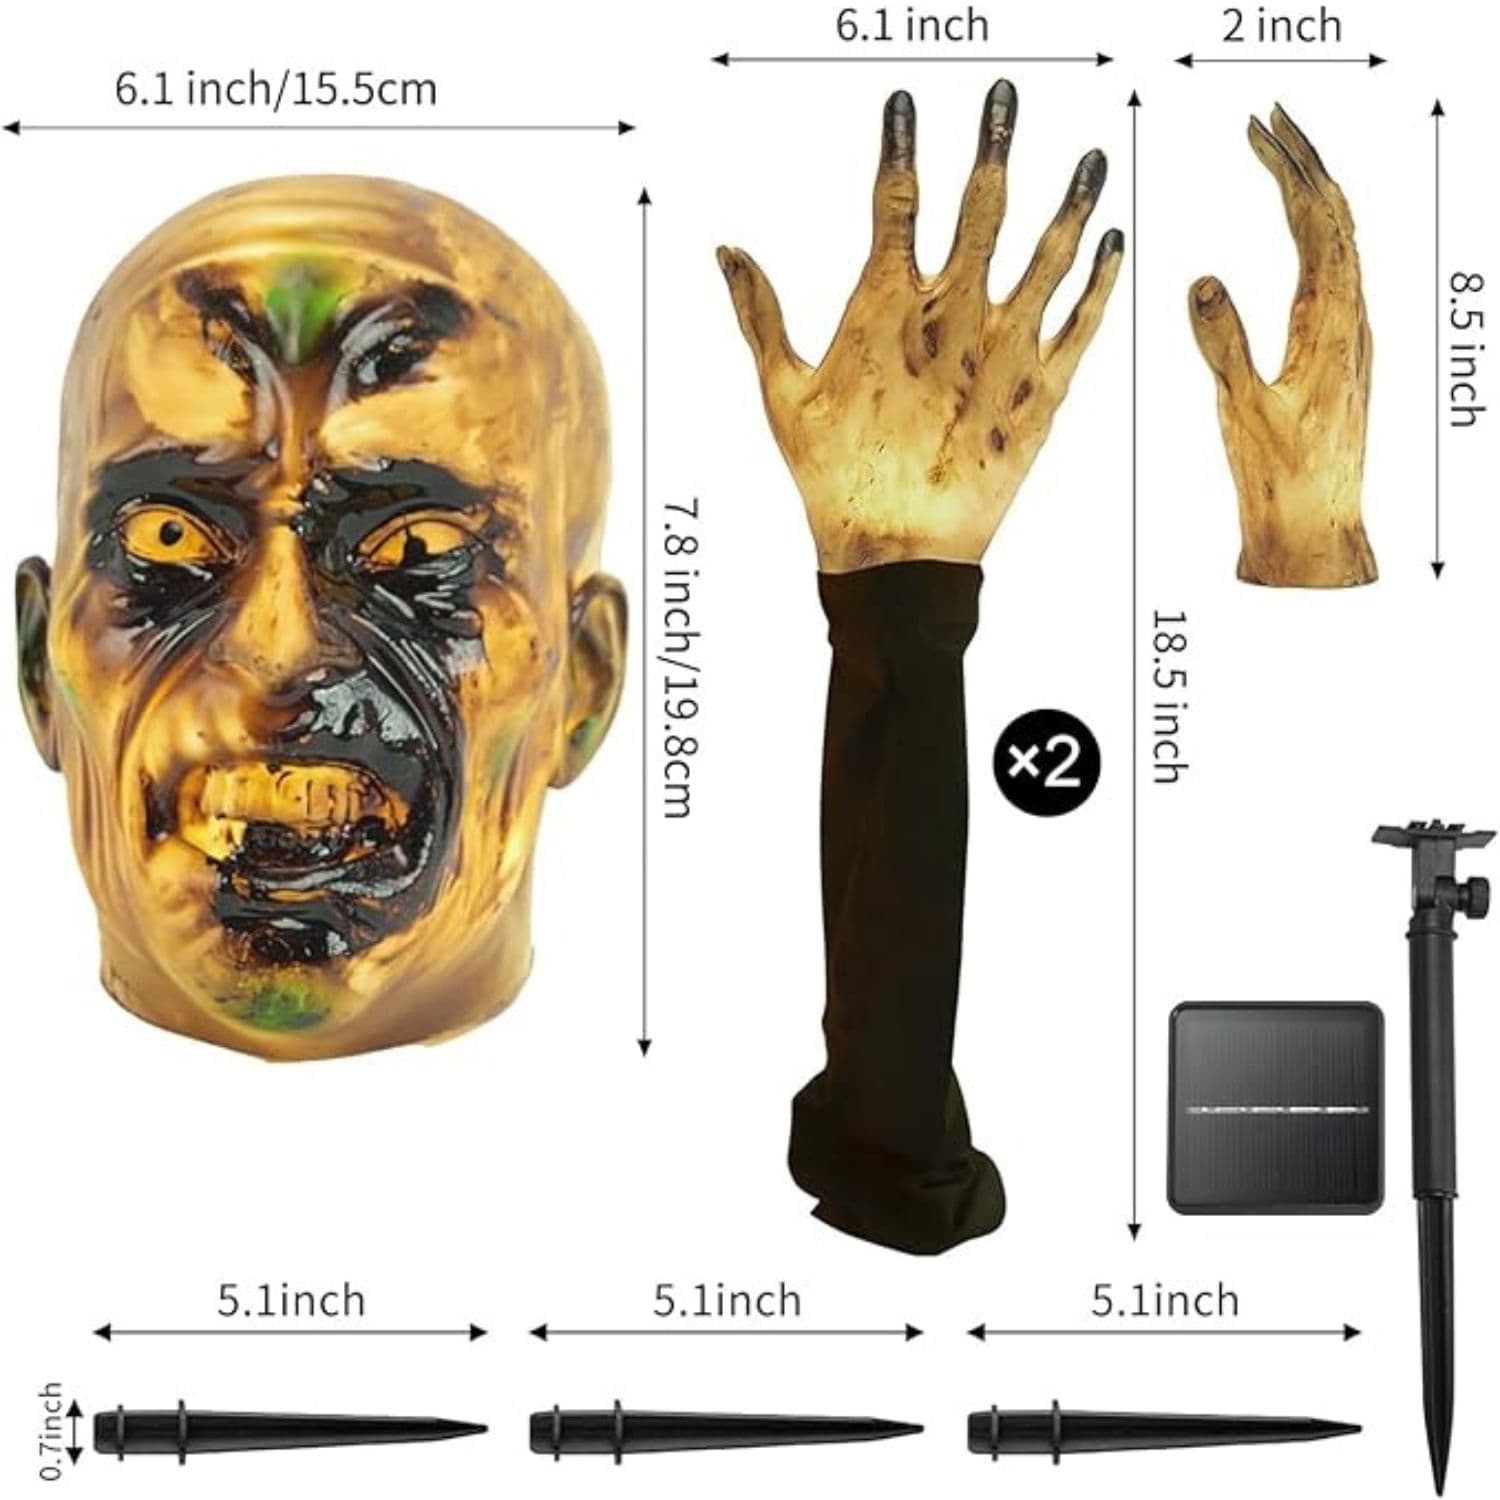 6.1 inch/15.5cm
6.1 inch
2 inch
7.8 inch/19.8cm
8.5 inch
18.5 inch
×2
5.1inch
5.1inch
5.1inch
0.7inch